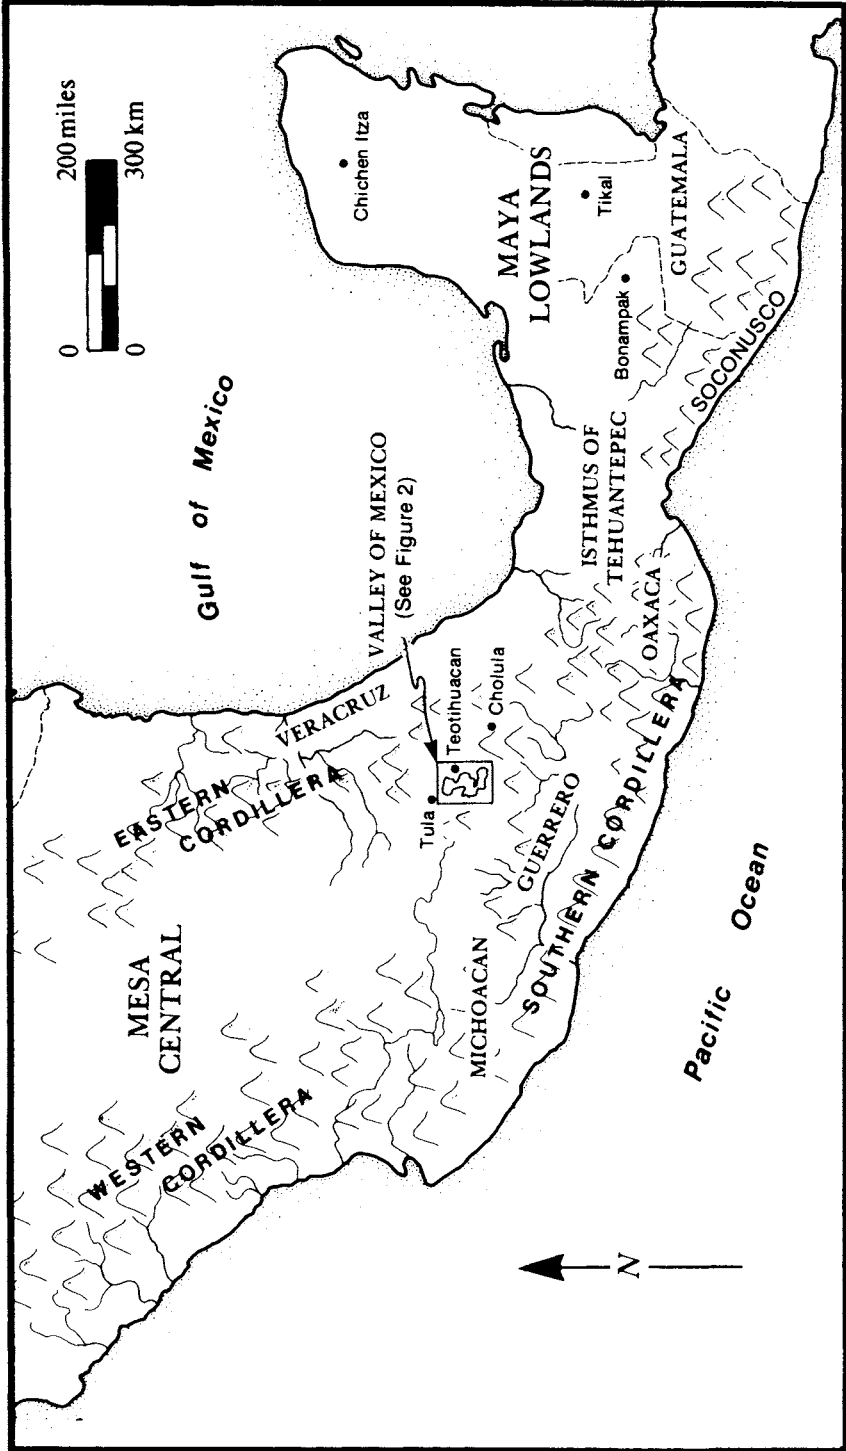 0 200 miles
0 300 km
Gulf of Mexico
Chichen Itza
MAYA
LOWLANDS
Tikal
GUATEMALA
Bonampak
SOCONUSCO
ISTHMUS OF
TEHUANTEPEC
OAXACA
VALLEY OF MEXICO
(See Figure 2)
VERACRUZ
Teotihuacan
Cholula
Tula
EASTERN
CORDILLERA
MESA
CENTRAL
WESTERN
CORDILLERA
MICHOACAN
GUERRERO
SOUTHERN CORDILLERA
Pacific Ocean
N